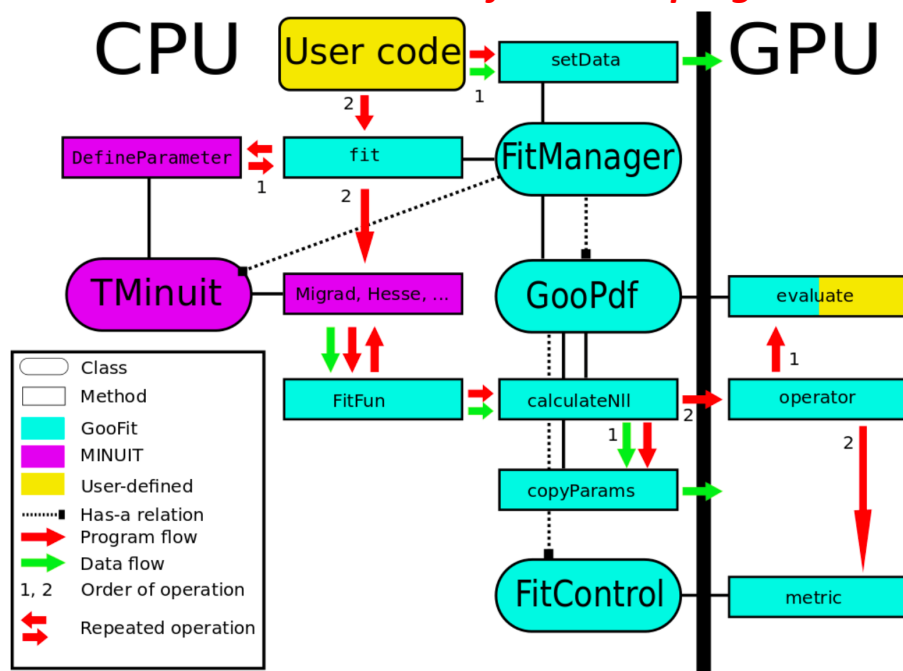 CPU
GPU
User code
setData
1
2
DefineParameter
1
fit
FitManager
2
TMinuit
Migrad, Hesse, ...
GooPdf
evaluate
1
FitFun
calculateNll
2
operator
1
2
copyParams
FitControl
metric
Class
Method
GooFit
MINUIT
User-defined
Has-a relation
Program flow
Data flow
1, 2 Order of operation
Repeated operation